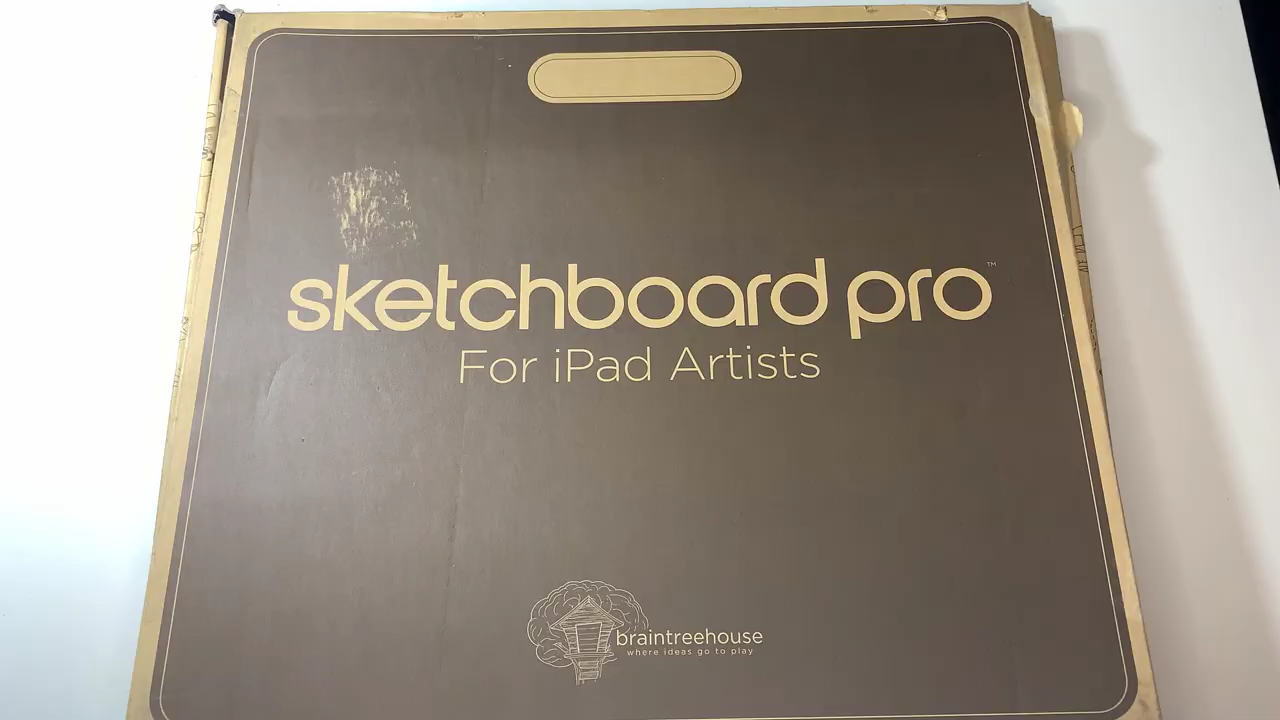 sketchboard pro™
For iPad Artists
braintreehouse
where ideas go to play